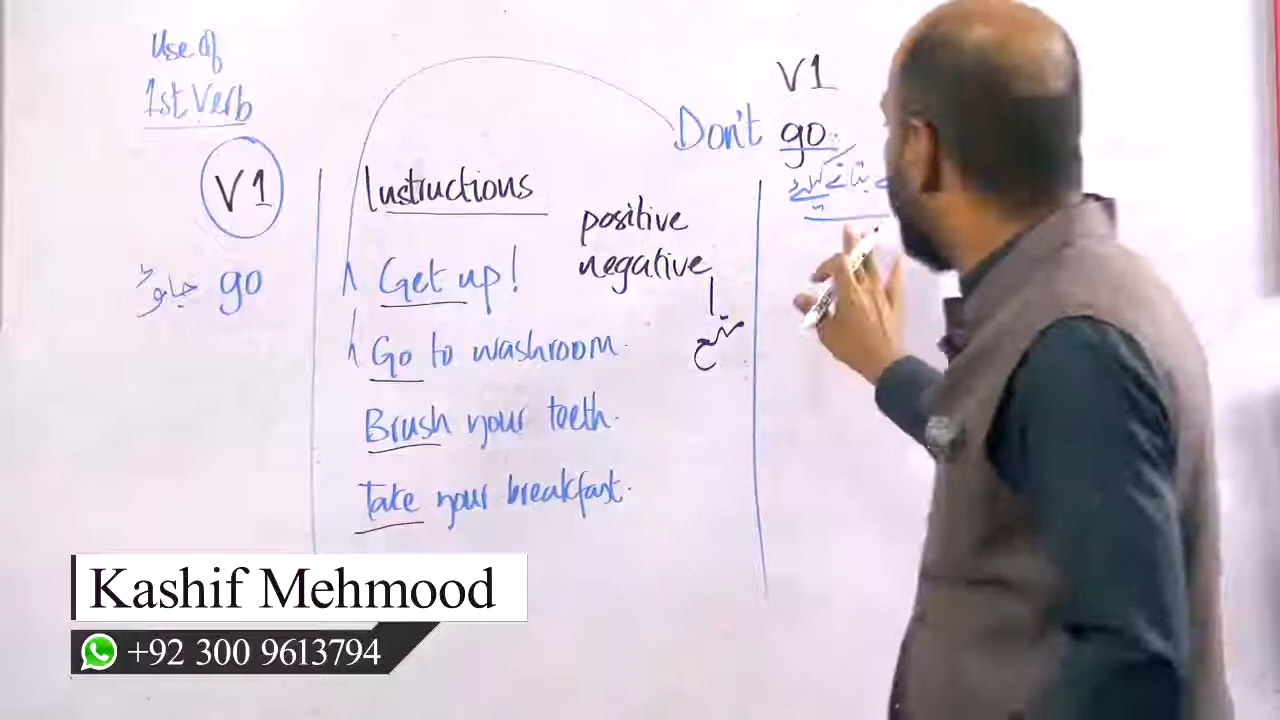 Use of
1st Verb
V1
go جاؤ
Instructions
positive
negative
منع
Get up!
Go to washroom.
Brush your teeth.
Take your breakfast.
V1
Don't go
Kashif Mehmood
+92 300 9613794